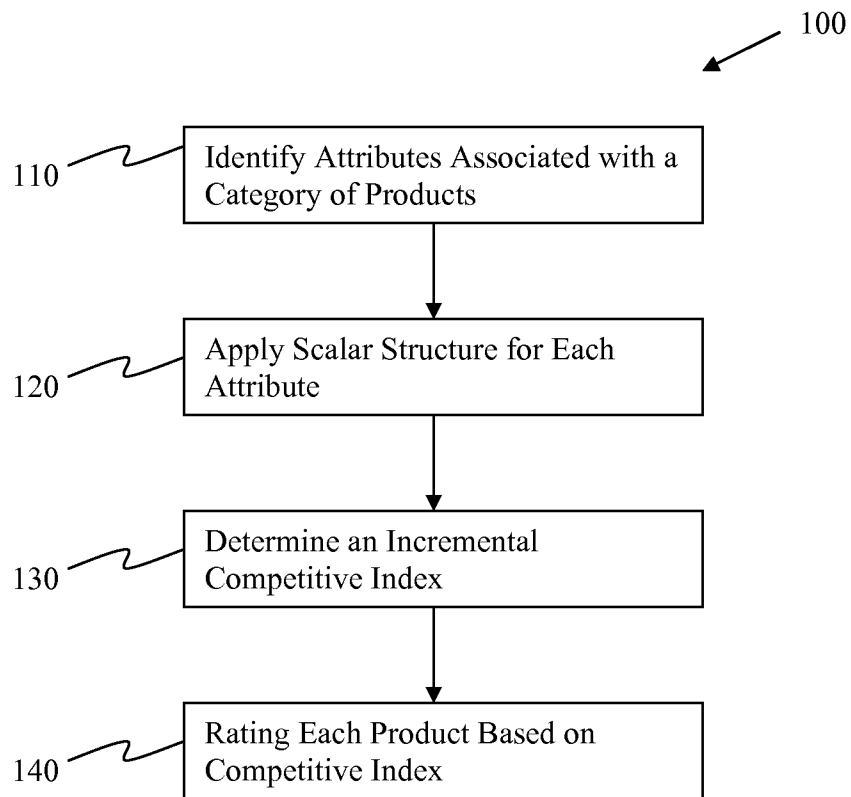 100
110
Identify Attributes Associated with a
Category of Products
120
Apply Scalar Structure for Each
Attribute
130
Determine an Incremental
Competitive Index
140
Rating Each Product Based on
Competitive Index